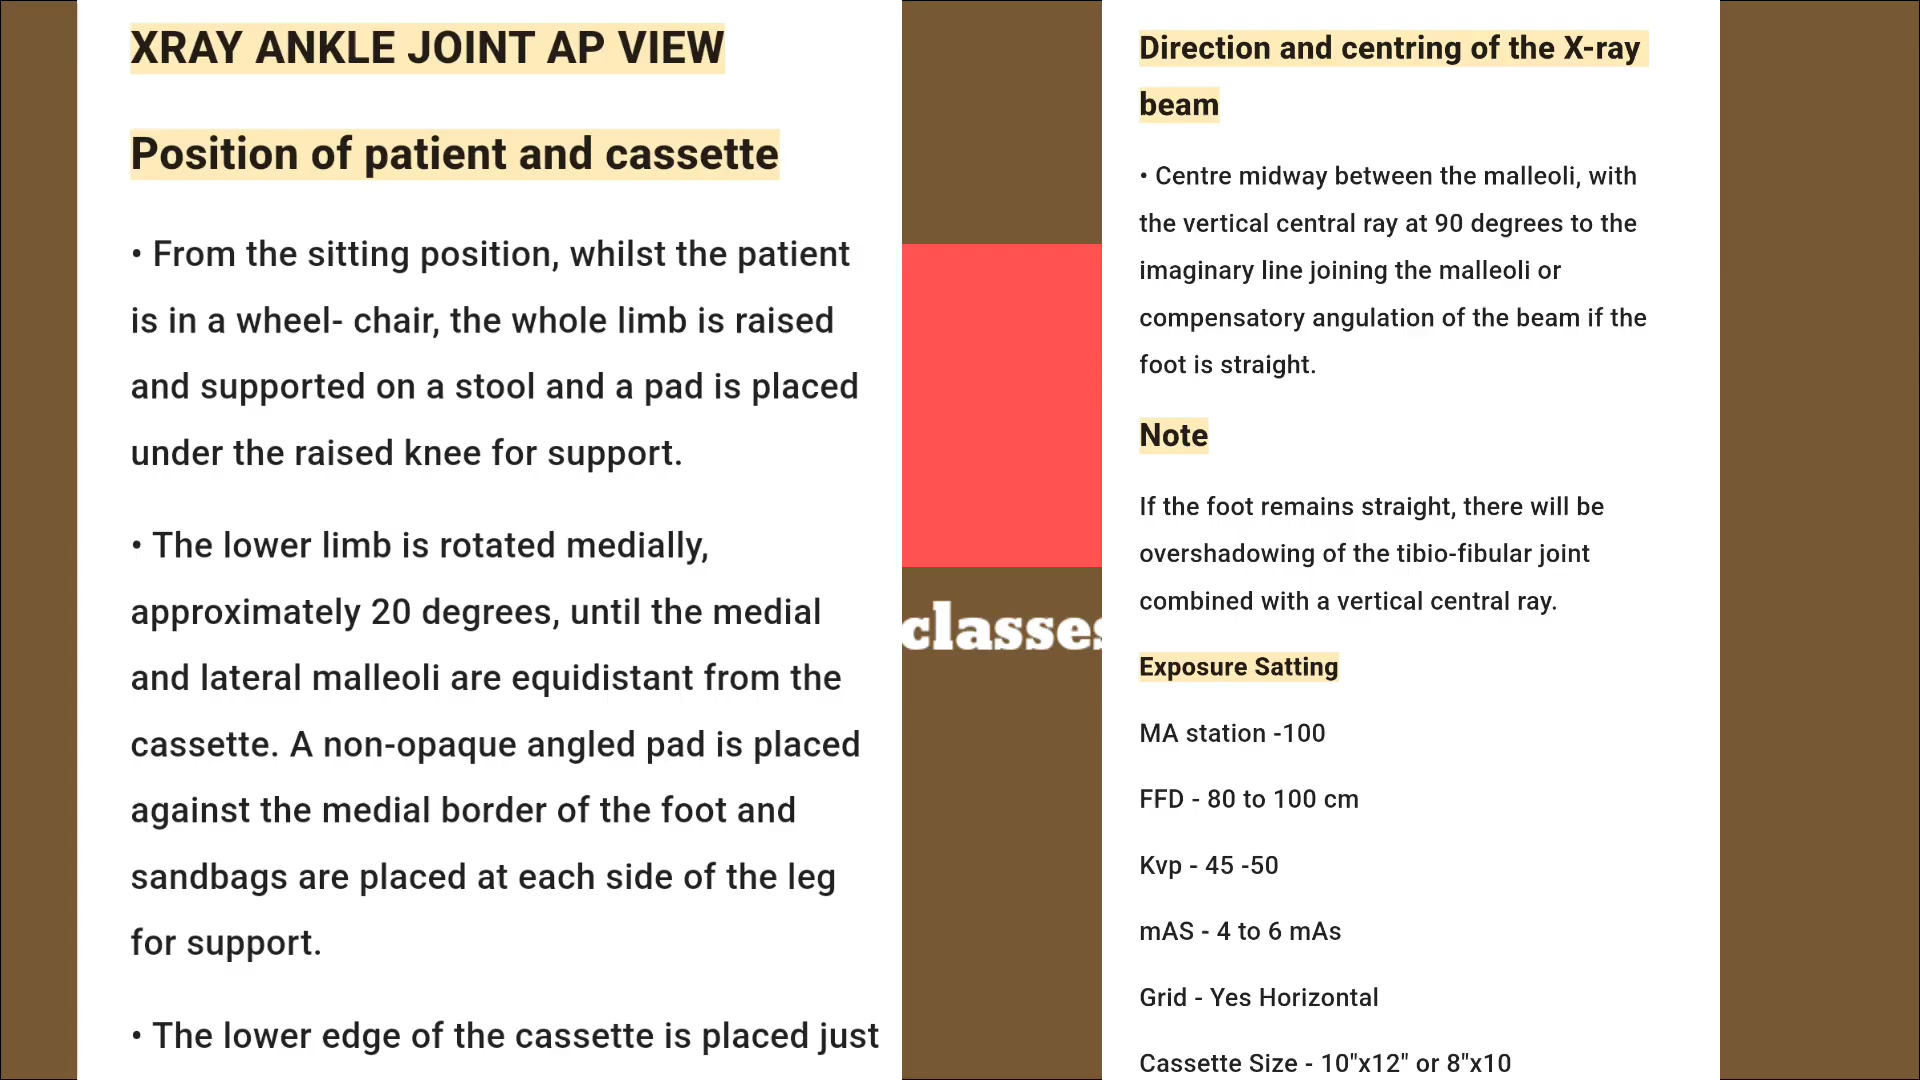 XRAY ANKLE JOINT AP VIEW
Position of patient and cassette
• From the sitting position, whilst the patient
is in a wheel- chair, the whole limb is raised
and supported on a stool and a pad is placed
under the raised knee for support.
• The lower limb is rotated medially,
approximately 20 degrees, until the medial
and lateral malleoli are equidistant from the
cassette. A non-opaque angled pad is placed
against the medial border of the foot and
sandbags are placed at each side of the leg
for support.
• The lower edge of the cassette is placed just
classes
Direction and centring of the X-ray
beam
• Centre midway between the malleoli, with
the vertical central ray at 90 degrees to the
imaginary line joining the malleoli or
compensatory angulation of the beam if the
foot is straight.
Note
If the foot remains straight, there will be
overshadowing of the tibio-fibular joint
combined with a vertical central ray.
Exposure Satting
MA station -100
FFD - 80 to 100 cm
Kvp - 45 -50
mAS - 4 to 6 mAs
Grid - Yes Horizontal
Cassette Size - 10"x12" or 8"x10